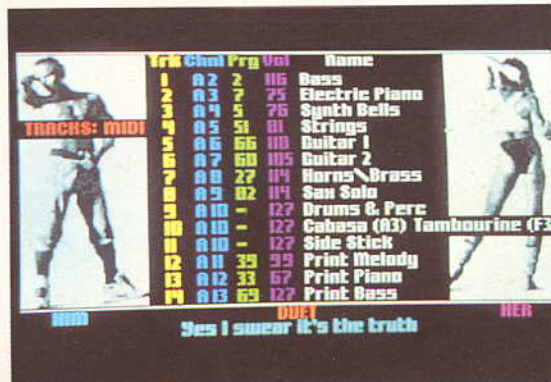 Trk Chnl Prg Vol Name
1 A2 2 116 Bass
2 A3 7 75 Electric Piano
3 A4 5 76 Synth Bells
TRACKS: MIDI
4 A5 51 81 Strings
5 A6 66 118 Guitar 1
6 A7 60 105 Guitar 2
7 A8 27 114 Horns\Brass
8 A9 82 114 Sax Solo
9 A10 - 127 Drums & Perc
10 A10 - 127 Cabasa (A3) Tambourine (F3
11 A10 - 127 Side Stick
12 A11 39 99 Print Melody
13 A12 33 67 Print Piano
14 A13 69 127 Print Bass
HIM DUET HER
Yes I swear it's the truth